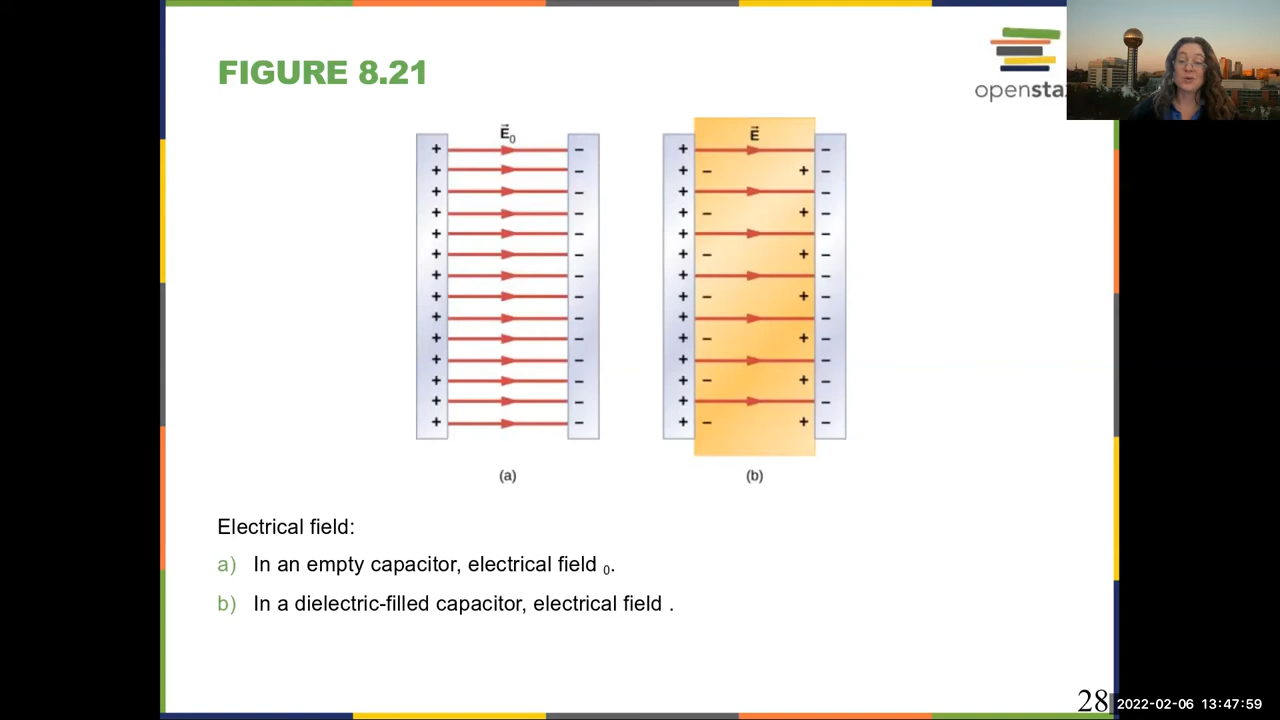 FIGURE 8.21
openstax
E⃗₀
E⃗
+ − + −
+ − + − + −
+ − + −
+ − + − + −
+ − + −
+ − + − + −
+ − + −
+ − + − + −
+ − + −
+ − + − + −
+ − + −
+ − + − + −
+ − + −
+ − + − + −
(a)
(b)
Electrical field:
a) In an empty capacitor, electrical field ₀.
b) In a dielectric-filled capacitor, electrical field .
28
2022-02-06 13:47:59